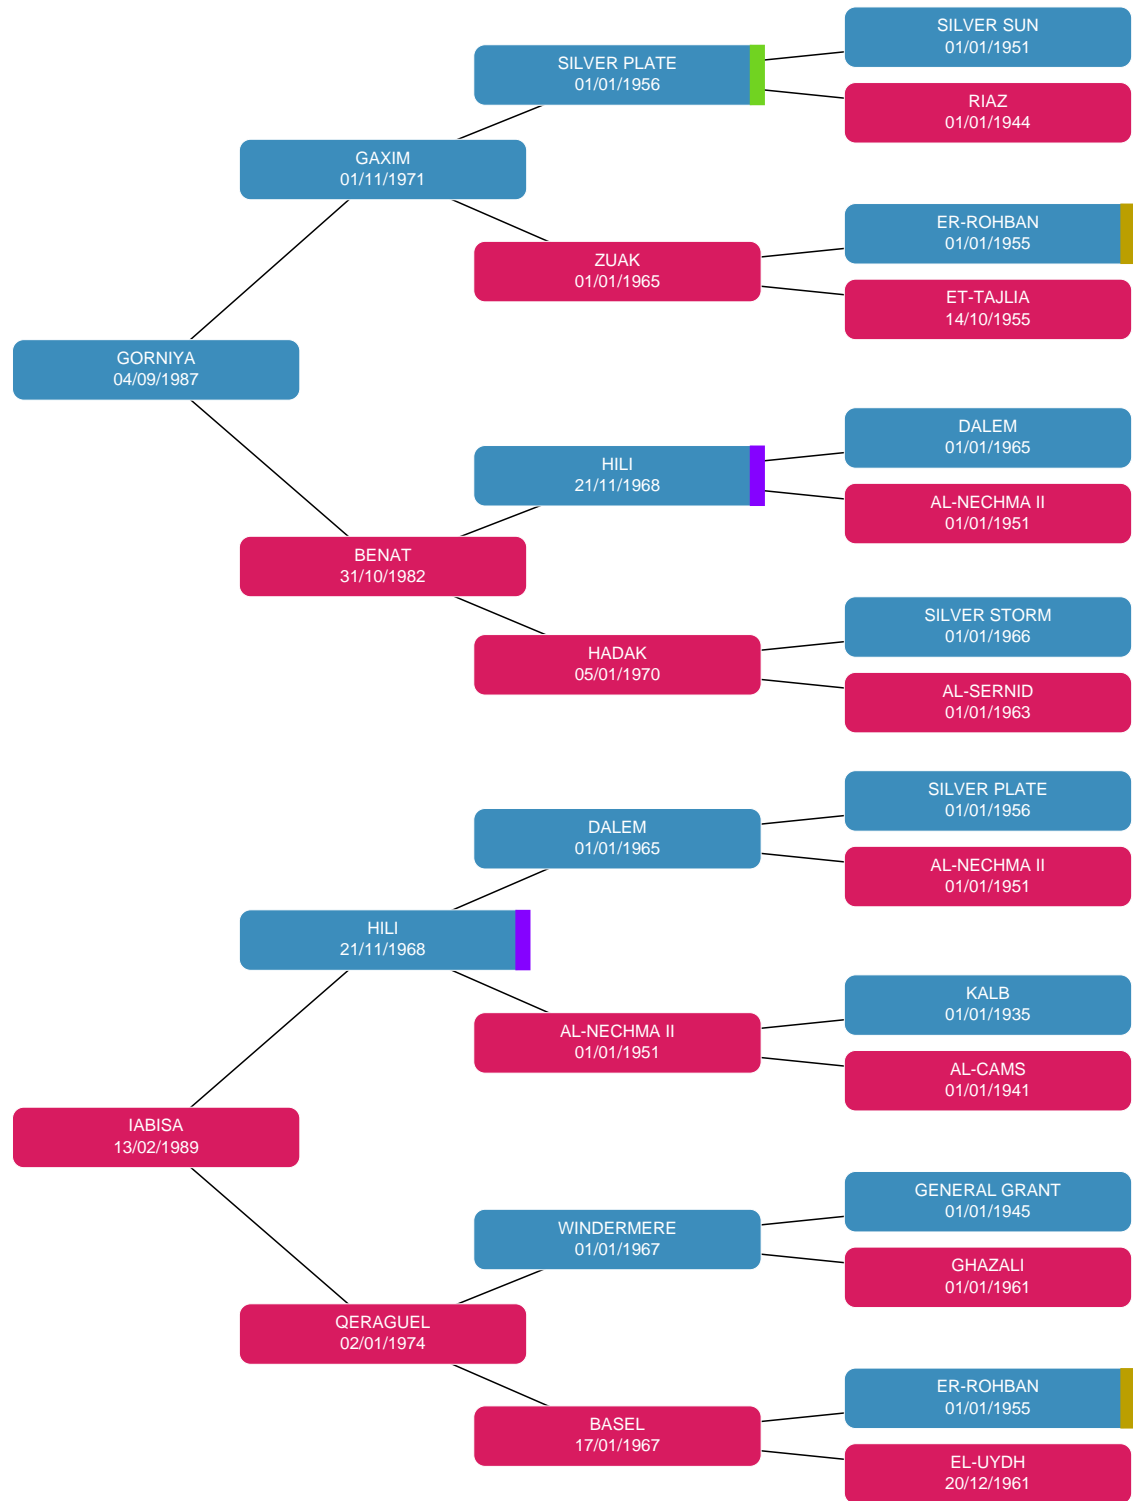 SILVER SUN
01/01/1951
SILVER PLATE
01/01/1956
RIAZ
01/01/1944
GAXIM
01/11/1971
ER-ROHBAN
01/01/1955
ZUAK
01/01/1965
ET-TAJLIA
14/10/1955
GORNIYA
04/09/1987
DALEM
01/01/1965
HILI
21/11/1968
AL-NECHMA II
01/01/1951
BENAT
31/10/1982
SILVER STORM
01/01/1966
HADAK
05/01/1970
AL-SERNID
01/01/1963
SILVER PLATE
01/01/1956
DALEM
01/01/1965
AL-NECHMA II
01/01/1951
HILI
21/11/1968
KALB
01/01/1935
AL-NECHMA II
01/01/1951
AL-CAMS
01/01/1941
IABISA
13/02/1989
GENERAL GRANT
01/01/1945
WINDERMERE
01/01/1967
GHAZALI
01/01/1961
QERAGUEL
02/01/1974
ER-ROHBAN
01/01/1955
BASEL
17/01/1967
EL-UYDH
20/12/1961